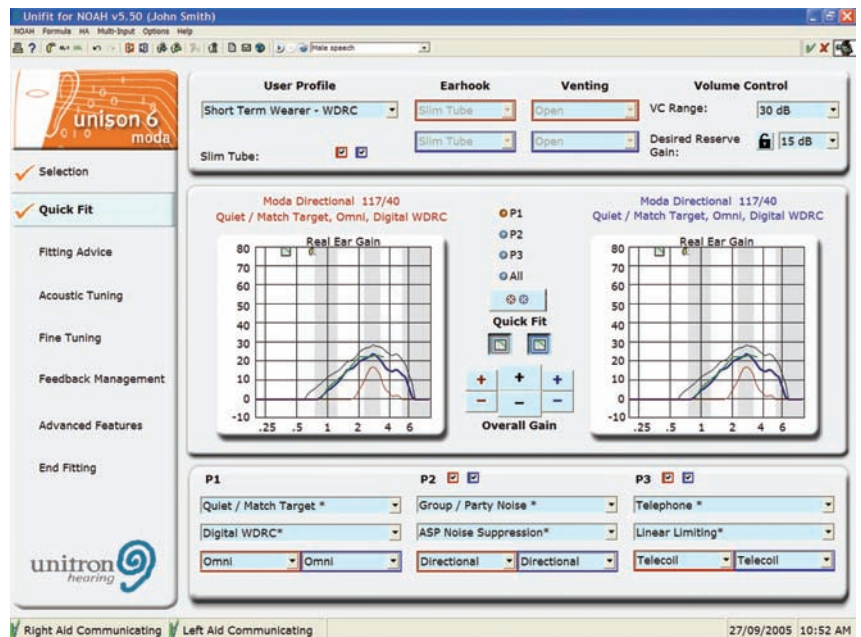 Unifit for NOAH v5.50 (John Smith)
NOAH Formula HA Multi-Input Options Help
Male speech
unison 6
moda
Selection
Quick Fit
Fitting Advice
Acoustic Tuning
Fine Tuning
Feedback Management
Advanced Features
End Fitting
unitron
hearing
User Profile Earhook Venting Volume Control
Short Term Wearer - WDRC Slim Tube Open VC Range: 30 dB
Slim Tube: Slim Tube Open Desired Reserve Gain: 15 dB
Moda Directional 117/40
Quiet / Match Target, Omni, Digital WDRC
Real Ear Gain
80
70
60
50
40
30
20
10
0
-10
.25 .5 1 2 4 6
P1
P2
P3
All
Quick Fit
+ + +
− − −
Overall Gain
Moda Directional 117/40
Quiet / Match Target, Omni, Digital WDRC
Real Ear Gain
80
70
60
50
40
30
20
10
0
-10
.25 .5 1 2 4 6
P1 P2 P3
Quiet / Match Target * Group / Party Noise * Telephone *
Digital WDRC* ASP Noise Suppression* Linear Limiting*
Omni Omni Directional Directional Telecoil Telecoil
Right Aid Communicating Left Aid Communicating 27/09/2005 10:52 AM